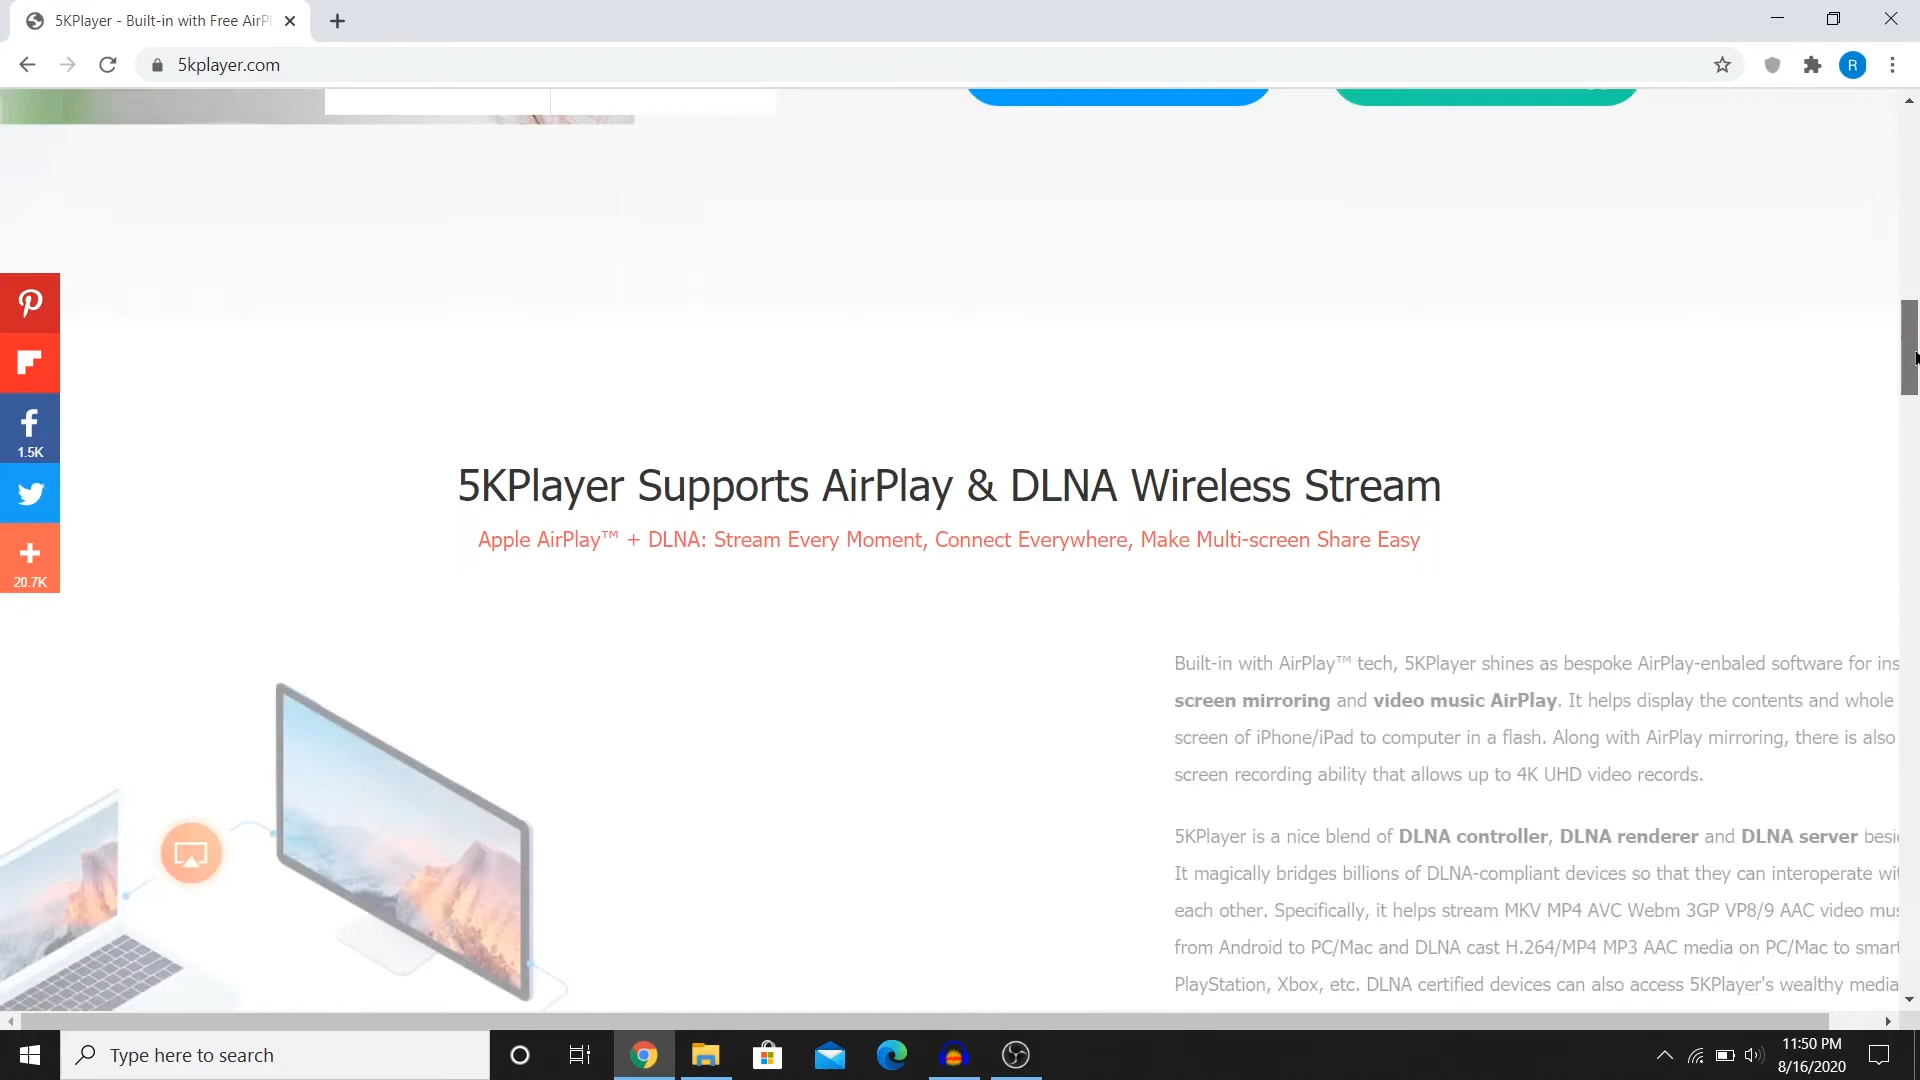 5KPlayer - Built-in with Free AirPl
5kplayer.com
R
5KPlayer Supports AirPlay & DLNA Wireless Stream
Apple AirPlay™ + DLNA: Stream Every Moment, Connect Everywhere, Make Multi-screen Share Easy
1.5K
20.7K
Built-in with AirPlay™ tech, 5KPlayer shines as bespoke AirPlay-enbaled software for ins
screen mirroring and video music AirPlay. It helps display the contents and whole
screen of iPhone/iPad to computer in a flash. Along with AirPlay mirroring, there is also
screen recording ability that allows up to 4K UHD video records.
5KPlayer is a nice blend of DLNA controller, DLNA renderer and DLNA server besi
It magically bridges billions of DLNA-compliant devices so that they can interoperate wit
each other. Specifically, it helps stream MKV MP4 AVC Webm 3GP VP8/9 AAC video mus
from Android to PC/Mac and DLNA cast H.264/MP4 MP3 AAC media on PC/Mac to smart
PlayStation, Xbox, etc. DLNA certified devices can also access 5KPlayer's wealthy media
Type here to search
11:50 PM
8/16/2020